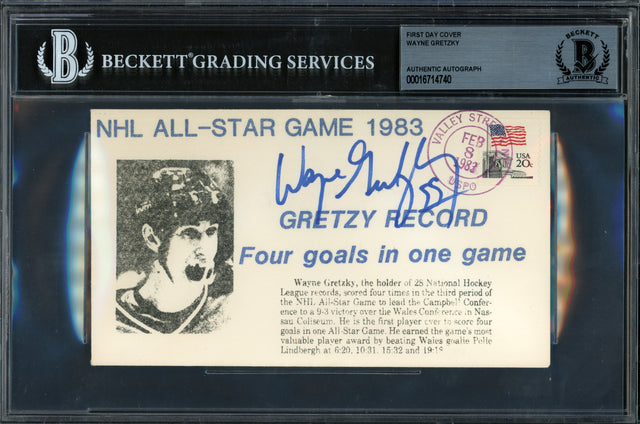 BECKETT® GRADING SERVICES
FIRST DAY COVER
WAYNE GRETZKY
AUTHENTIC AUTOGRAPH
00016714740
BECKETT
AUTHENTIC
NHL ALL-STAR GAME 1983
VALLEY STREAM
FEB
8
1983
USPO
USA
20c
Wayne Gretzky
GRETZY RECORD
Four goals in one game
Wayne Gretzky, the holder of 28 National Hockey
League records, scored four times in the third period of
the NHL All-Star Game to lead the Campbell Confer-
ence to a 9-3 victory over the Wales Conference in Nas-
sau Coliseum. He is the first player ever to score four
goals in one All-Star Game. He earned the game's most
valuable player award by beating Wales goalie Pelle
Lindbergh at 6:20, 10:31, 15:32 and 19:18